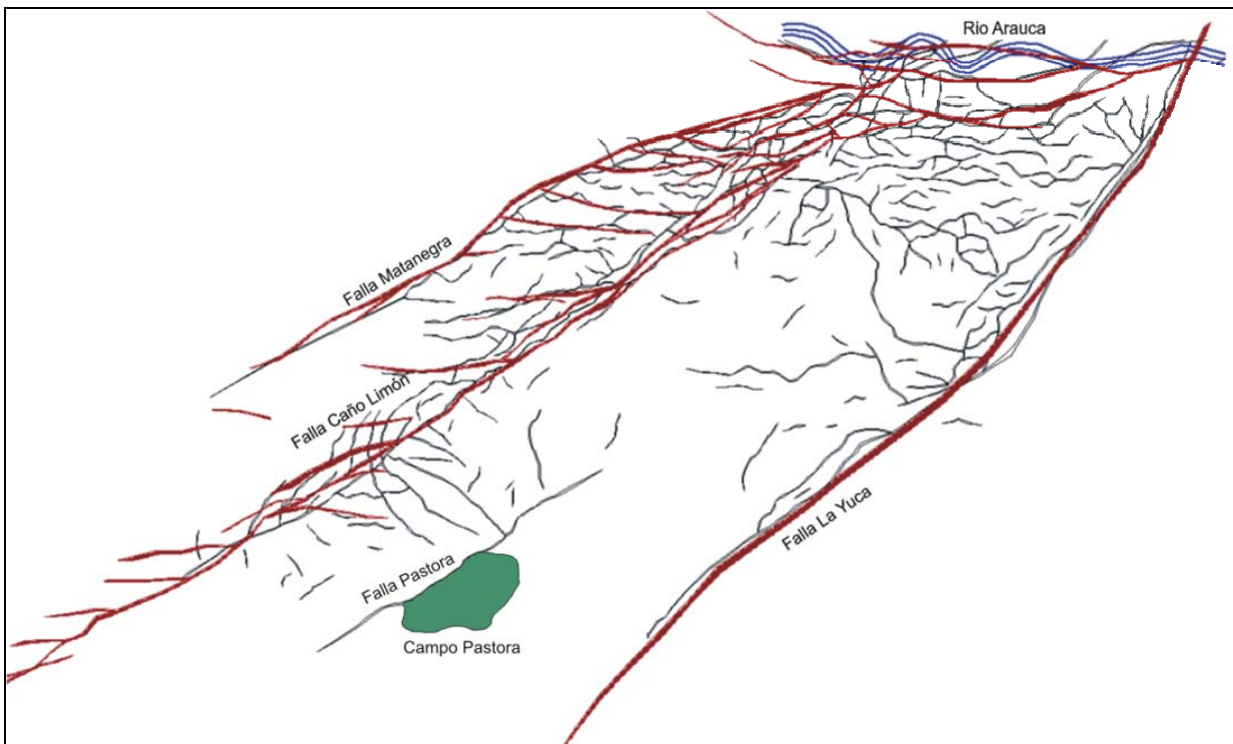 Rio Arauca
Falla Matanegra
Falla Caño Limón
Falla La Yuca
Falla Pastora
Campo Pastora